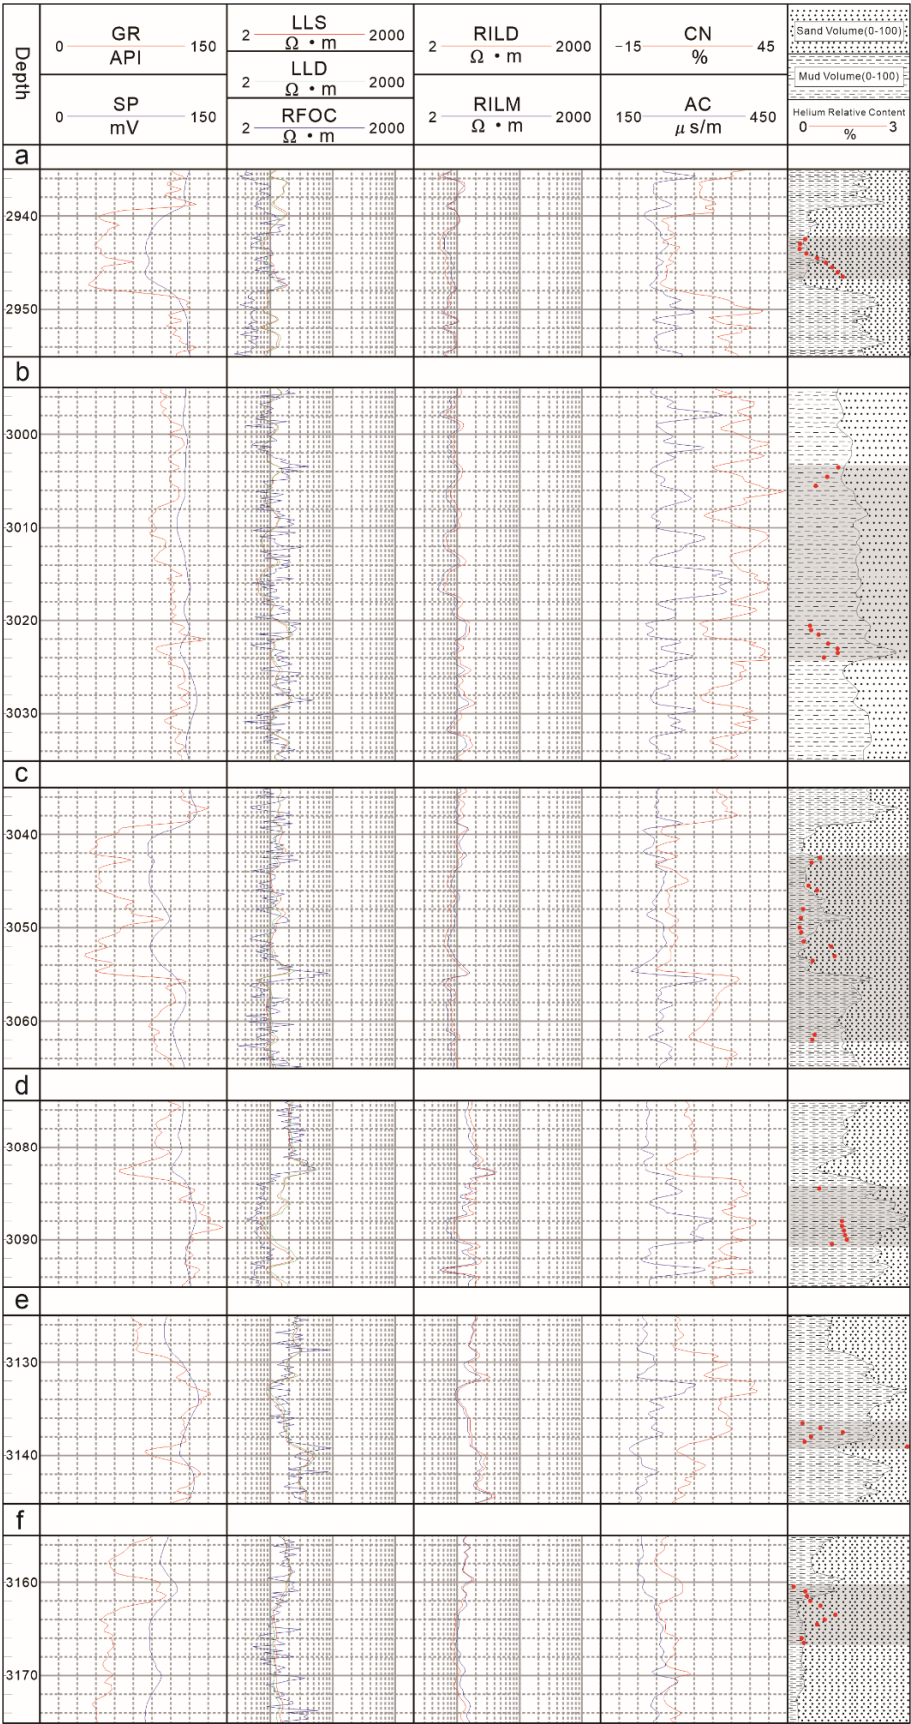 Depth
GR
0 150
API
SP
0 150
mV
LLS
2 2000
Ω • m
LLD
2 2000
Ω • m
RFOC
2 2000
Ω • m
RILD
2 2000
Ω • m
RILM
2 2000
Ω • m
CN
−15 45
%
AC
150 450
μs/m
Sand Volume(0-100)
Mud Volume(0-100)
Helium Relative Content
0 3
%
a
2940
2950
b
3000
3010
3020
3030
c
3040
3050
3060
d
3080
3090
e
3130
3140
f
3160
3170